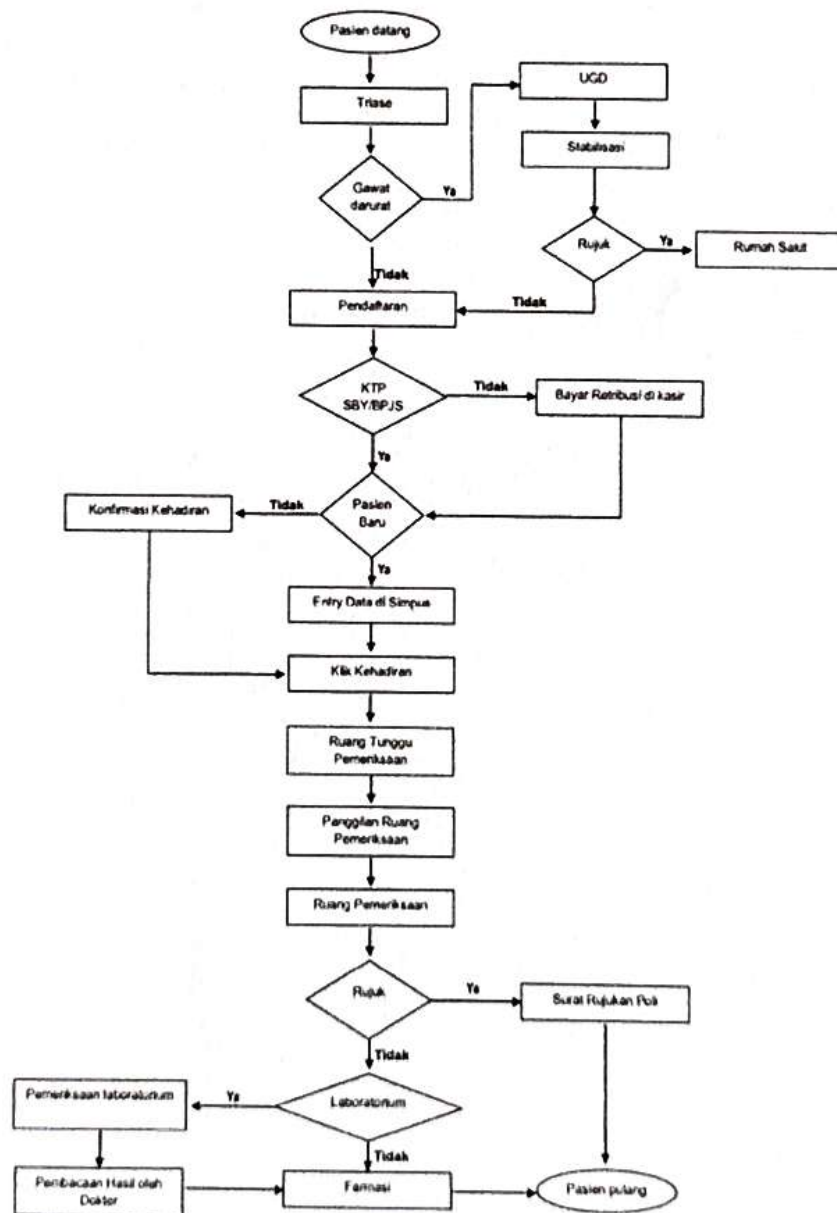 Pasien datang
Triase
UGD
Stabilisasi
Gawat
darurat
Ya
Rujuk
Ya
Rumah Sakit
Tidak
Tidak
Pendaftaran
KTP
SBY/BPJS
Tidak
Bayar Retribusi di kasir
Ya
Konfirmasi Kehadiran
Tidak
Pasien
Baru
Ya
Entry Data di Simpus
Klik Kehadiran
Ruang Tunggu
Pemeriksaan
Panggilan Ruang
Pemeriksaan
Ruang Pemeriksaan
Rujuk
Ya
Surat Rujukan Poli
Tidak
Pemeriksaan laboratorium
Ya
Laboratorium
Tidak
Pembacaan Hasil oleh
Dokter
Farmasi
Pasien pulang